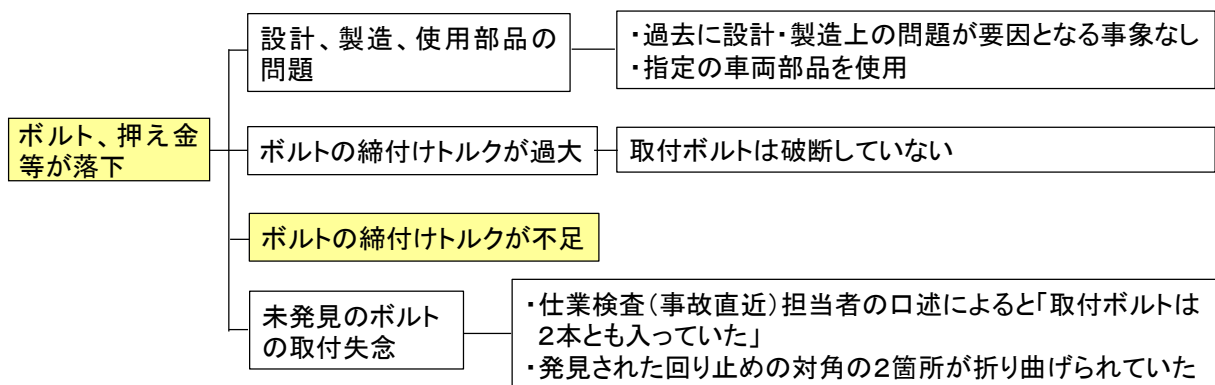 設計、製造、使用部品の
問題
・過去に設計・製造上の問題が要因となる事象なし
・指定の車両部品を使用
ボルト、押え金
等が落下
ボルトの締付けトルクが過大
取付ボルトは破断していない
ボルトの締付けトルクが不足
未発見のボルト
の取付失念
・仕業検査(事故直近)担当者の口述によると「取付ボルトは
2本とも入っていた」
・発見された回り止めの対角の2箇所が折り曲げられていた